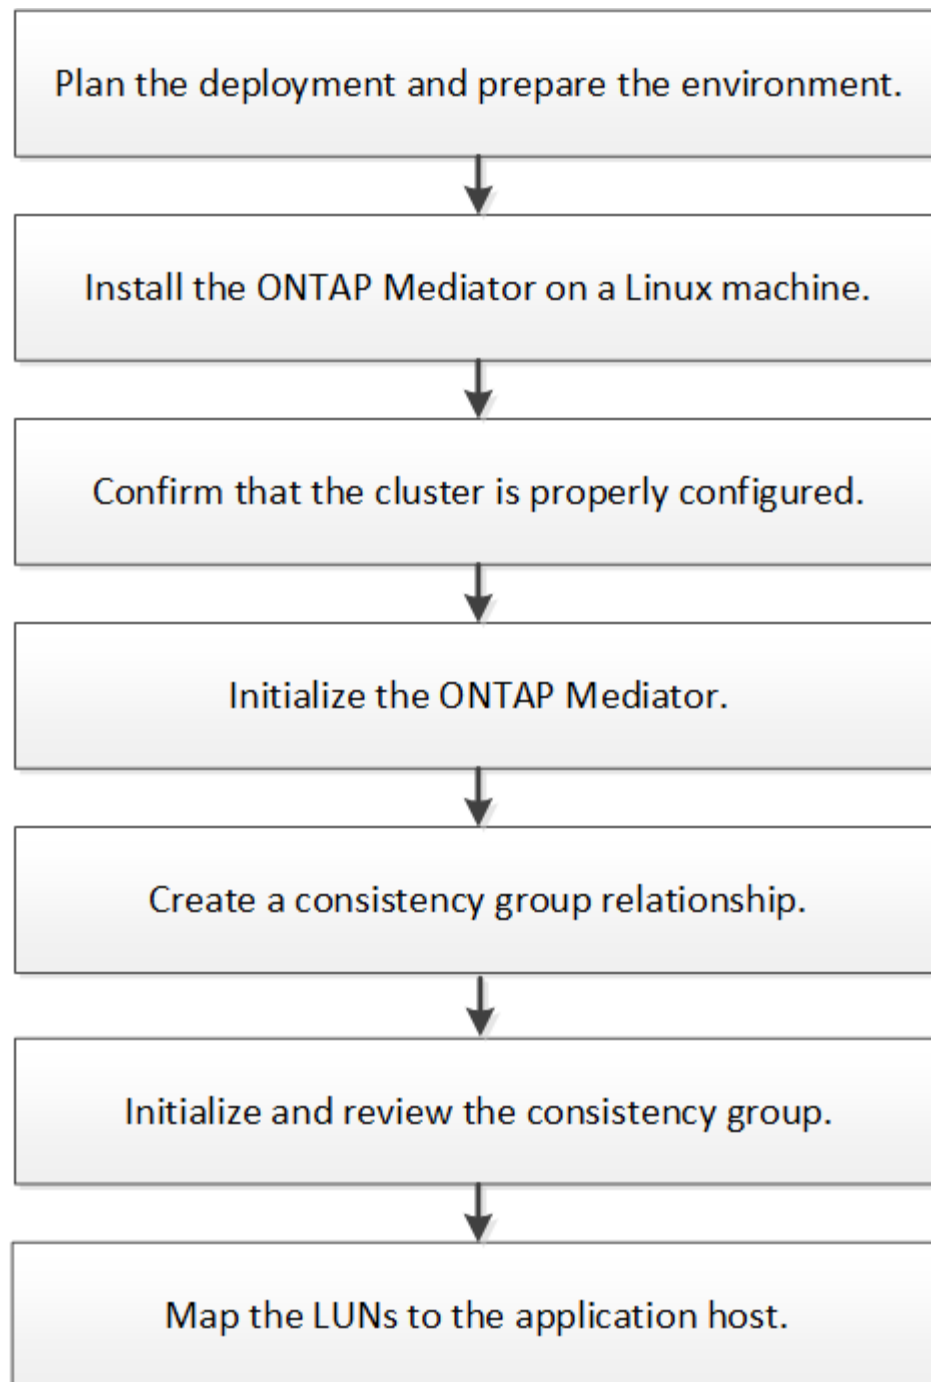 Plan the deployment and prepare the environment.
Install the ONTAP Mediator on a Linux machine.
Confirm that the cluster is properly configured.
Initialize the ONTAP Mediator.
Create a consistency group relationship.
Initialize and review the consistency group.
Map the LUNs to the application host.